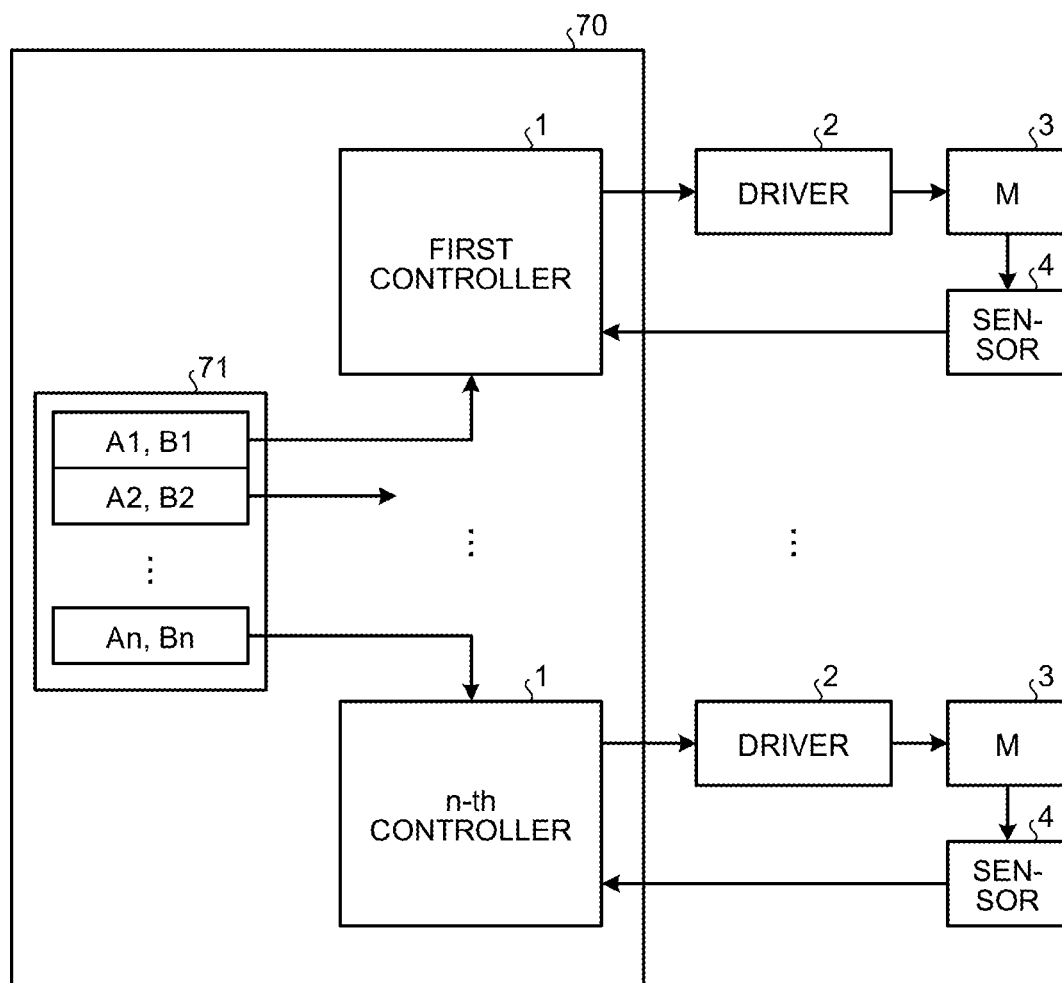 70
1
2
3
FIRST
CONTROLLER
DRIVER
M
4
SEN-
SOR
71
A1, B1
A2, B2
⋮
⋮
⋮
An, Bn
1
2
3
n-th
CONTROLLER
DRIVER
M
4
SEN-
SOR